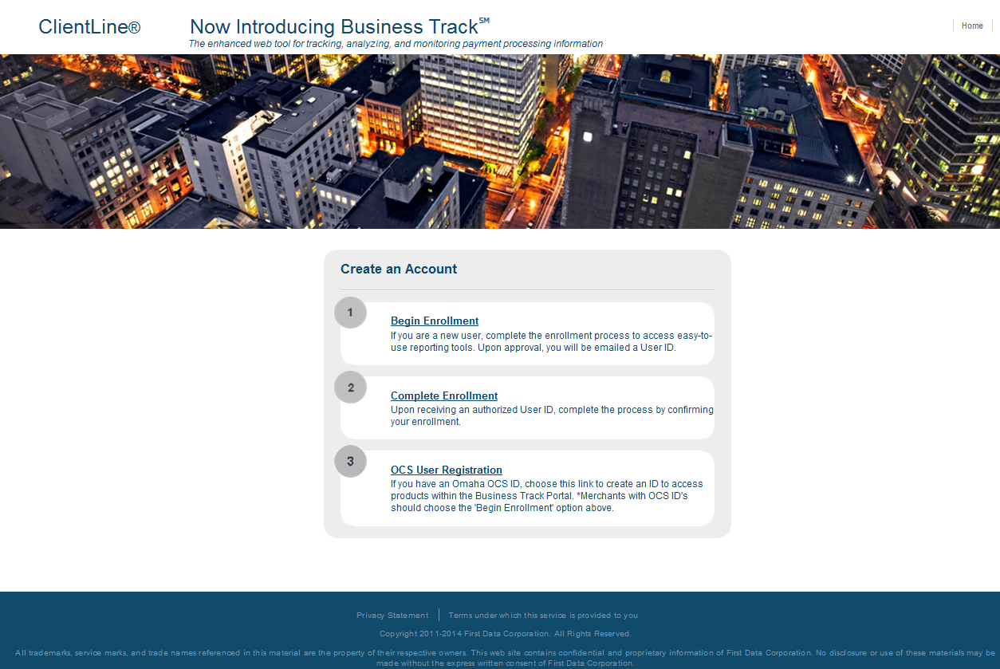 ClientLine®
Now Introducing Business Track℠
Home
The enhanced web tool for tracking, analyzing, and monitoring payment processing information
Create an Account
1
Begin Enrollment
If you are a new user, complete the enrollment process to access easy-to-
use reporting tools. Upon approval, you will be emailed a User ID.
2
Complete Enrollment
Upon receiving an authorized User ID, complete the process by confirming
your enrollment.
3
OCS User Registration
If you have an Omaha OCS ID, choose this link to create an ID to access
products within the Business Track Portal. *Merchants with OCS ID's
should choose the 'Begin Enrollment' option above.
Privacy Statement
Terms under which this service is provided to you
Copyright 2011-2014 First Data Corporation. All Rights Reserved.
All trademarks, service marks, and trade names referenced in this material are the property of their respective owners. This web site contains confidential and proprietary information of First Data Corporation. No disclosure or use of these materials may be
made without the express written consent of First Data Corporation.